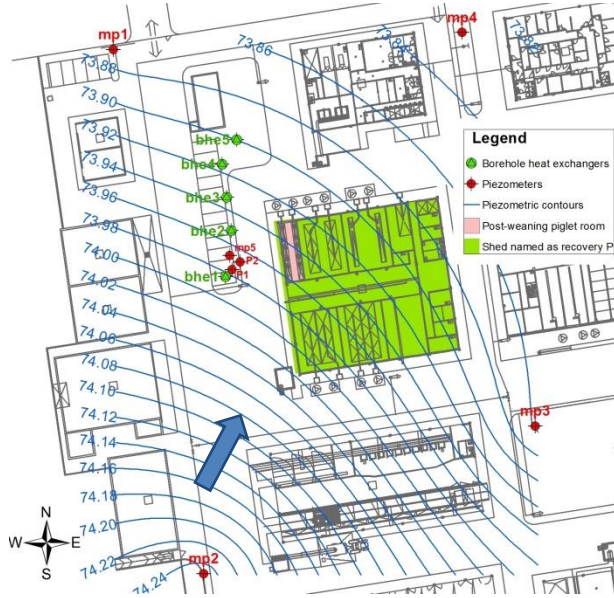 mp1
mp4
73.88
73.86
73.84
73.82
73.90
73.92
73.94
73.96
73.98
74.00
74.02
74.04
74.06
74.08
74.10
74.12
74.14
74.16
74.18
74.20
74.22
74.24
bhe5
bhe4
bhe3
bhe2
mp5
P2
P1
bhe1
Legend
Borehole heat exchangers
Piezometers
Piezometric contours
Post-weaning piglet room
Shed named as recovery P
mp3
mp2
N
W E
S